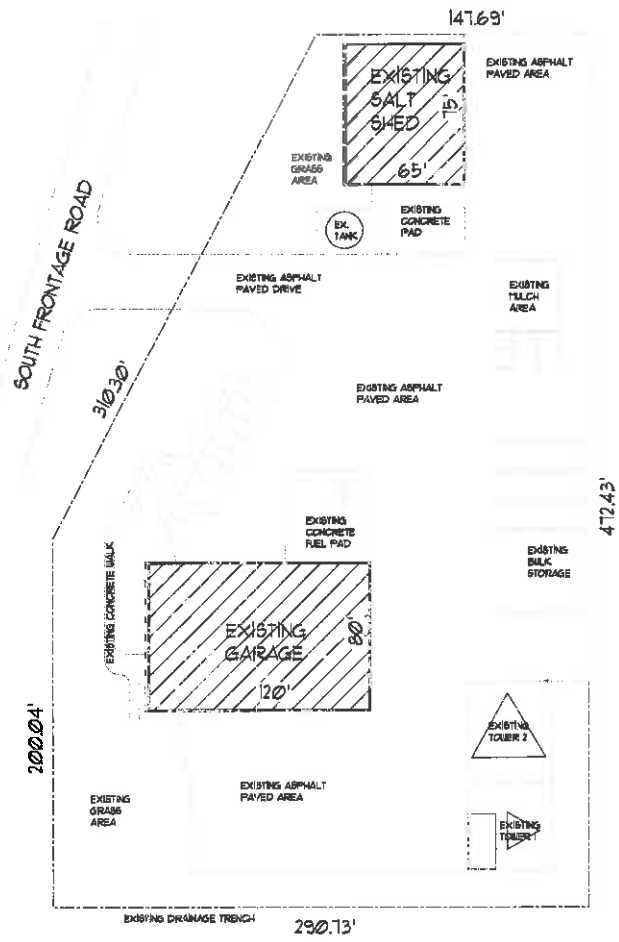 147.69'
EXISTING ASPHALT
PAVED AREA
EXISTING
SALT
SHED
75'
65'
EXISTING
GRASS
AREA
EX.
TANK
EXISTING
CONCRETE
PAD
SOUTH FRONTAGE ROAD
EXISTING ASPHALT
PAVED DRIVE
EXISTING
MULCH
AREA
310.30'
EXISTING ASPHALT
PAVED AREA
472.43'
EXISTING
CONCRETE
FUEL PAD
EXISTING
BULK
STORAGE
EXISTING CONCRETE WALK
EXISTING
GARAGE
80'
120'
200.04'
EXISTING
TOWER 2
EXISTING ASPHALT
PAVED AREA
EXISTING
GRASS
AREA
EXISTING
TOWER 1
EXISTING DRAINAGE TRENCH
290.73'